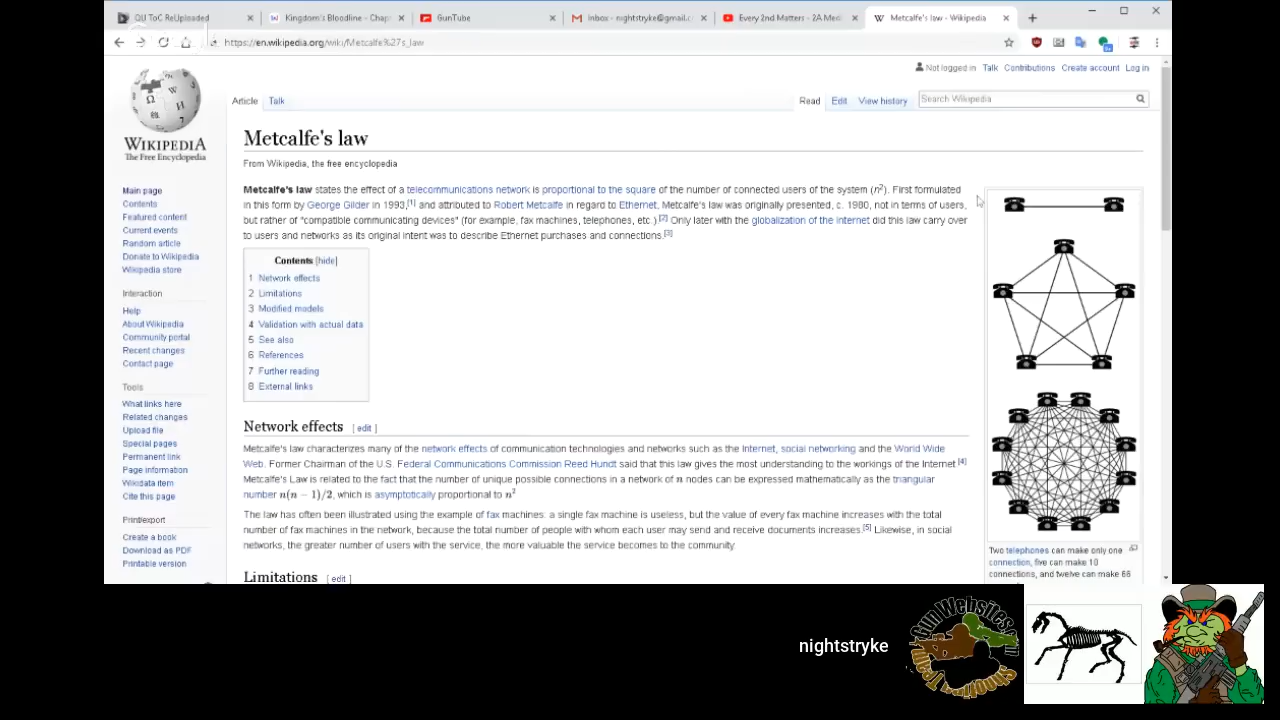 QU ToC ReUploaded
Kingdom's Bloodline - Chap
GunTube
Inbox - nightstryke@gmail.c
Every 2nd Matters - 2A Medi
Metcalfe's law - Wikipedia
https://en.wikipedia.org/wiki/Metcalfe%27s_law
Not logged in Talk Contributions Create account Log in
Article Talk
Read Edit View history
Search Wikipedia
WIKIPEDIA
The Free Encyclopedia
Main page
Contents
Featured content
Current events
Random article
Donate to Wikipedia
Wikipedia store
Interaction
Help
About Wikipedia
Community portal
Recent changes
Contact page
Tools
What links here
Related changes
Upload file
Special pages
Permanent link
Page information
Wikidata item
Cite this page
Print/export
Create a book
Download as PDF
Printable version
Metcalfe's law
From Wikipedia, the free encyclopedia
Metcalfe's law states the effect of a telecommunications network is proportional to the square of the number of connected users of the system (n²). First formulated
in this form by George Gilder in 1993,[1] and attributed to Robert Metcalfe in regard to Ethernet, Metcalfe's law was originally presented, c. 1980, not in terms of users,
but rather of "compatible communicating devices" (for example, fax machines, telephones, etc.).[2] Only later with the globalization of the Internet did this law carry over
to users and networks as its original intent was to describe Ethernet purchases and connections.[3]
Contents [hide]
1 Network effects
2 Limitations
3 Modified models
4 Validation with actual data
5 See also
6 References
7 Further reading
8 External links
Network effects [ edit ]
Metcalfe's law characterizes many of the network effects of communication technologies and networks such as the Internet, social networking and the World Wide
Web. Former Chairman of the U.S. Federal Communications Commission Reed Hundt said that this law gives the most understanding to the workings of the Internet.[4]
Metcalfe's Law is related to the fact that the number of unique possible connections in a network of n nodes can be expressed mathematically as the triangular
number n(n − 1)/2, which is asymptotically proportional to n²
The law has often been illustrated using the example of fax machines: a single fax machine is useless, but the value of every fax machine increases with the total
number of fax machines in the network, because the total number of people with whom each user may send and receive documents increases.[5] Likewise, in social
networks, the greater number of users with the service, the more valuable the service becomes to the community.
Limitations [ edit ]
Two telephones can make only one
connection, five can make 10
connections, and twelve can make 66
nightstryke
GunWebsites